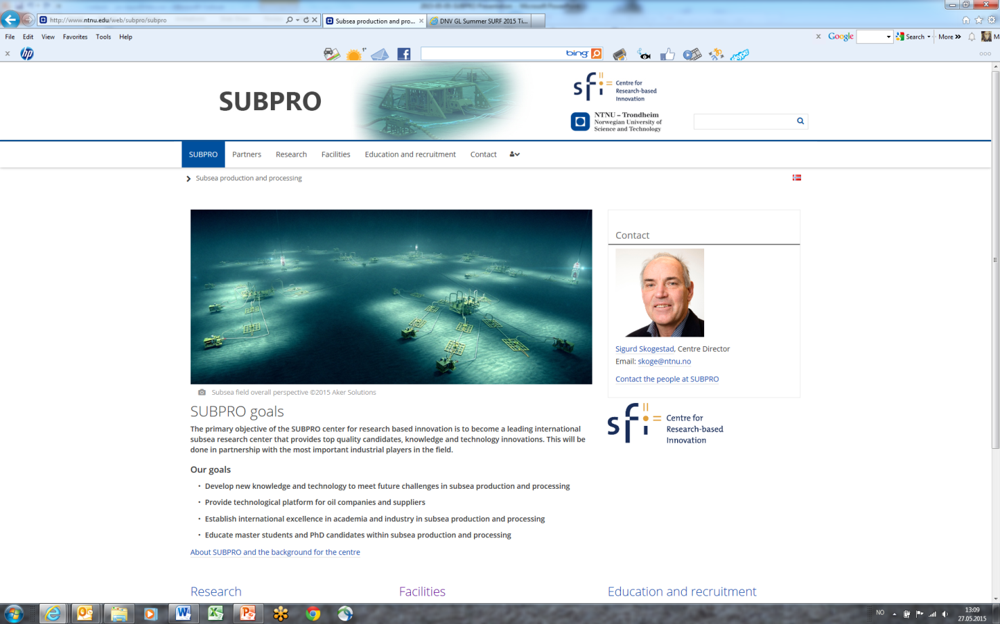 http://www.ntnu.edu/web/subpro/subpro
Subsea production and pro...
DNV GL Summer SURF 2015 Ti...
File Edit View Favorites Tools Help
Google
Search
More
M
hp
1°
bing
SUBPRO
sfi
Centre for
Research-based
Innovation
NTNU – Trondheim
Norwegian University of
Science and Technology
SUBPRO Partners Research Facilities Education and recruitment Contact
Subsea production and processing
Contact
Sigurd Skogestad, Centre Director
Email: skoge@ntnu.no
Contact the people at SUBPRO
sfi
Centre for
Research-based
Innovation
Subsea field overall perspective ©2015 Aker Solutions
SUBPRO goals
The primary objective of the SUBPRO center for research based innovation is to become a leading international
subsea research center that provides top quality candidates, knowledge and technology innovations. This will be
done in partnership with the most important industrial players in the field.
Our goals
• Develop new knowledge and technology to meet future challenges in subsea production and processing
• Provide technological platform for oil companies and suppliers
• Establish international excellence in academia and industry in subsea production and processing
• Educate master students and PhD candidates within subsea production and processing
About SUBPRO and the background for the centre
Research
Facilities
Education and recruitment
NO
13:09
27.05.2015